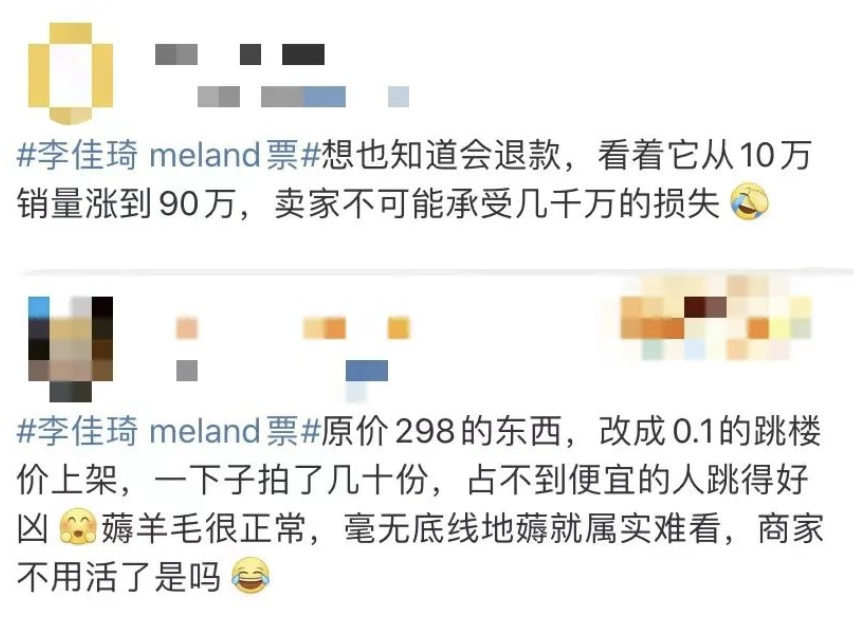 #李佳琦 meland票#想也知道会退款，看着它从10万
销量涨到90万，卖家不可能承受几千万的损失
#李佳琦 meland票#原价298的东西，改成0.1的跳楼
价上架，一下子拍了几十份，占不到便宜的人跳得好
凶薅羊毛很正常，毫无底线地薅就属实难看，商家
不用活了是吗